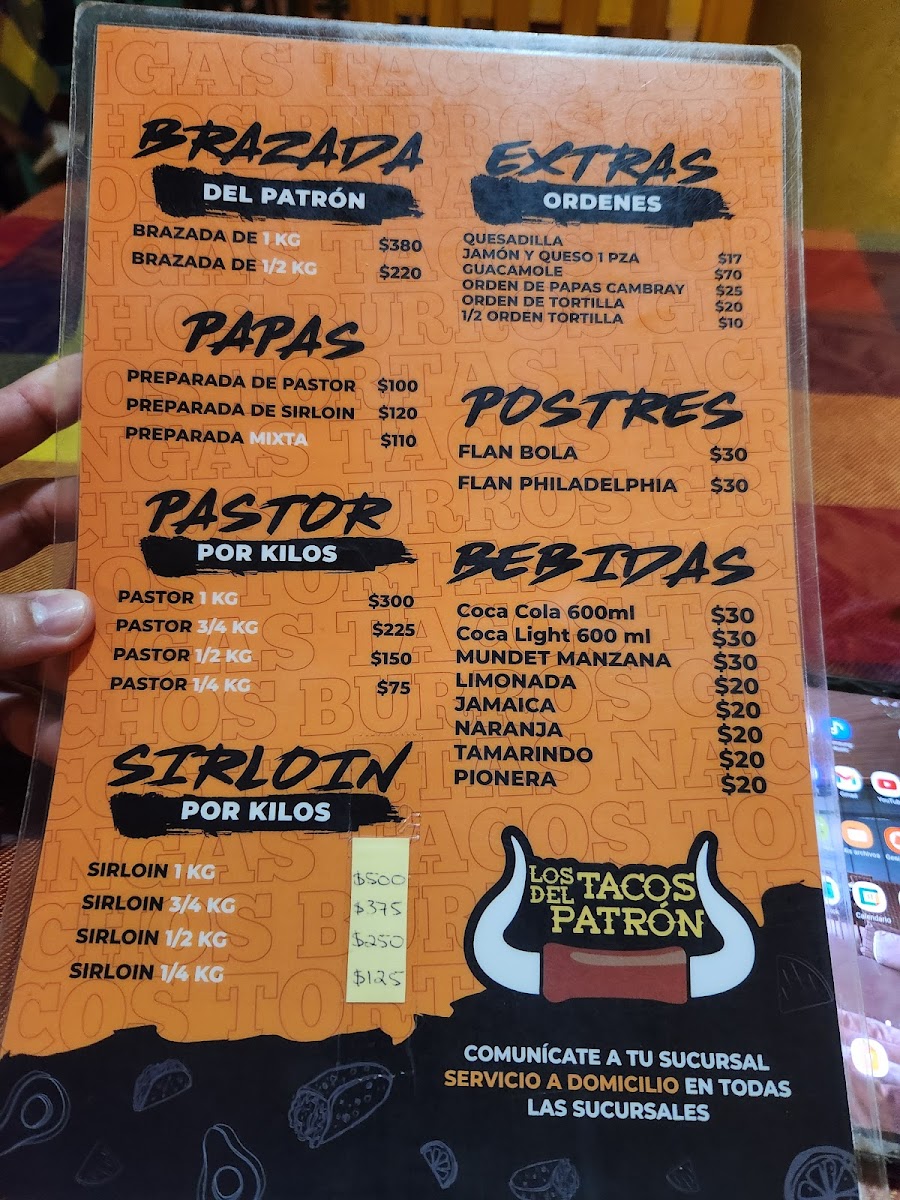 BRAZADA
DEL PATRÓN
BRAZADA DE 1 KG $380
BRAZADA DE 1/2 KG $220
PAPAS
PREPARADA DE PASTOR $100
PREPARADA DE SIRLOIN $120
PREPARADA MIXTA $110
PASTOR
POR KILOS
PASTOR 1 KG $300
PASTOR 3/4 KG $225
PASTOR 1/2 KG $150
PASTOR 1/4 KG $75
SIRLOIN
POR KILOS
SIRLOIN 1 KG $500
SIRLOIN 3/4 KG $375
SIRLOIN 1/2 KG $250
SIRLOIN 1/4 KG $125
EXTRAS
ORDENES
QUESADILLA
JAMÓN Y QUESO 1 PZA $17
GUACAMOLE $70
ORDEN DE PAPAS CAMBRAY $25
ORDEN DE TORTILLA $20
1/2 ORDEN TORTILLA $10
POSTRES
FLAN BOLA $30
FLAN PHILADELPHIA $30
BEBIDAS
Coca Cola 600ml $30
Coca Light 600 ml $30
MUNDET MANZANA $30
LIMONADA $20
JAMAICA $20
NARANJA $20
TAMARINDO $20
PIONERA $20
LOS TACOS
DEL PATRÓN
COMUNÍCATE A TU SUCURSAL
SERVICIO A DOMICILIO EN TODAS
LAS SUCURSALES
Gmail
YouTube
Calendario